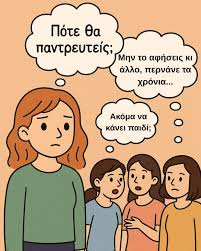 Πότε θα
παντρευτείς;
Μην το αφήσεις κι
άλλο, περνάνε τα
χρόνια...
Ακόμα να
κάνει παιδί;